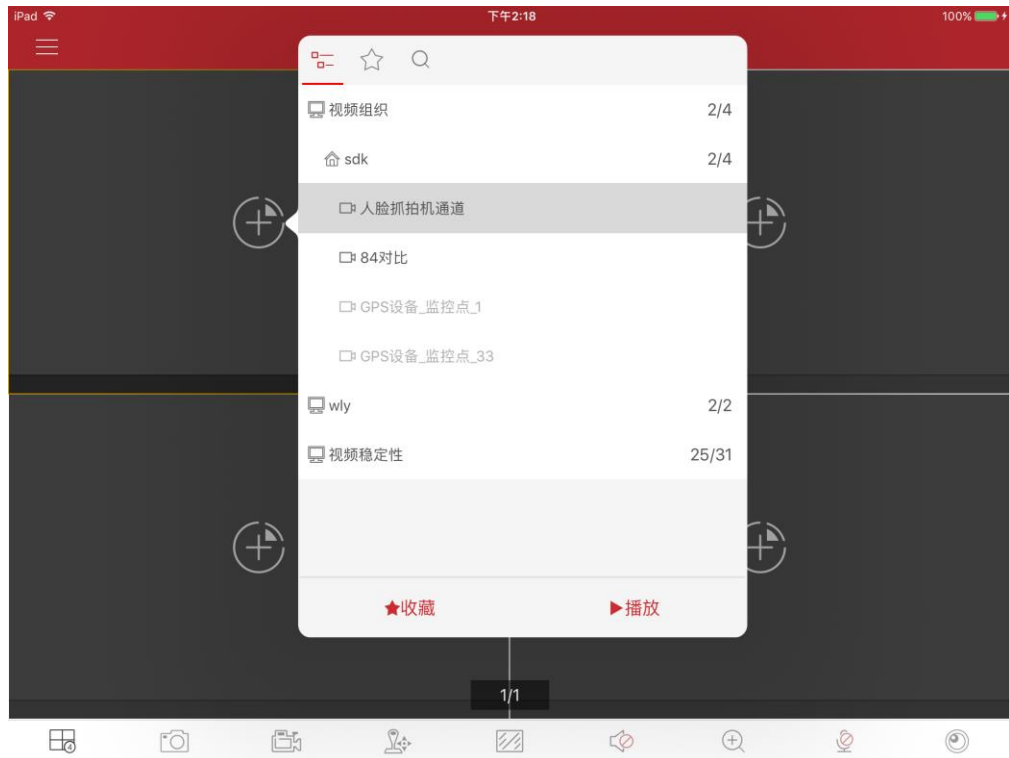 iPad 下午2:18 100%
视频组织 2/4
sdk 2/4
人脸抓拍机通道
84对比
GPS设备_监控点_1
GPS设备_监控点_33
wly 2/2
视频稳定性 25/31
收藏 播放
1/1
4